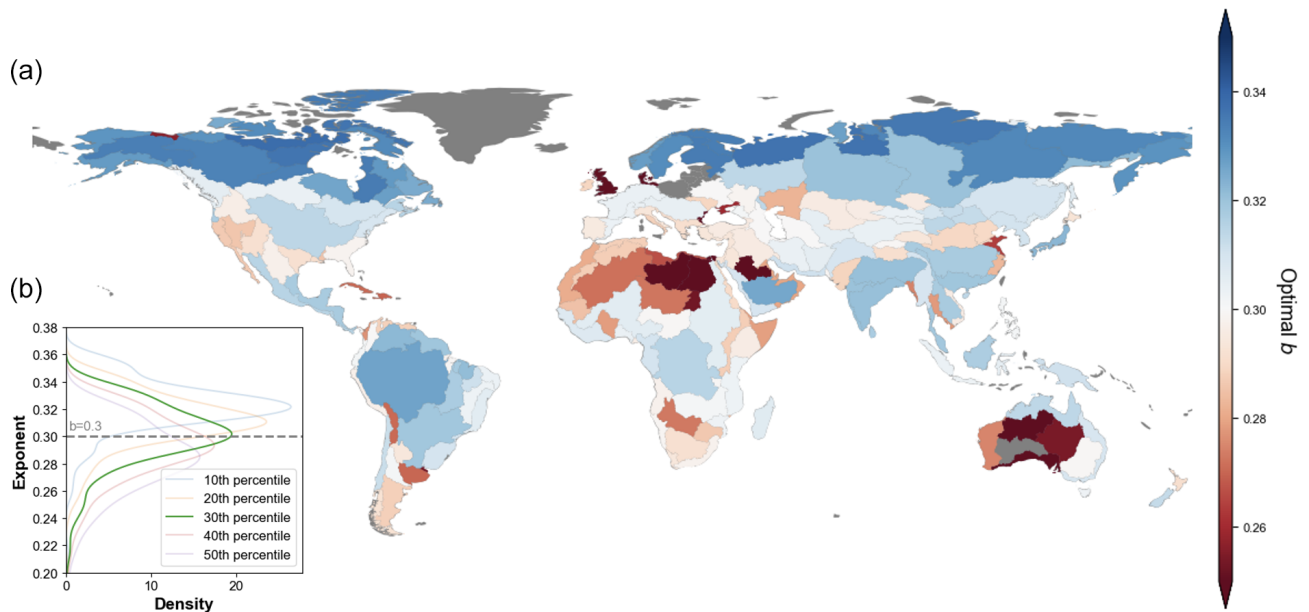 (a)
(b)
0.38
0.36
0.34
0.32
b=0.3
0.30
0.28
0.26
0.24
0.22
0.20
Exponent
10th percentile
20th percentile
30th percentile
40th percentile
50th percentile
0
10
20
Density
0.34
0.32
0.30
0.28
0.26
Optimal b